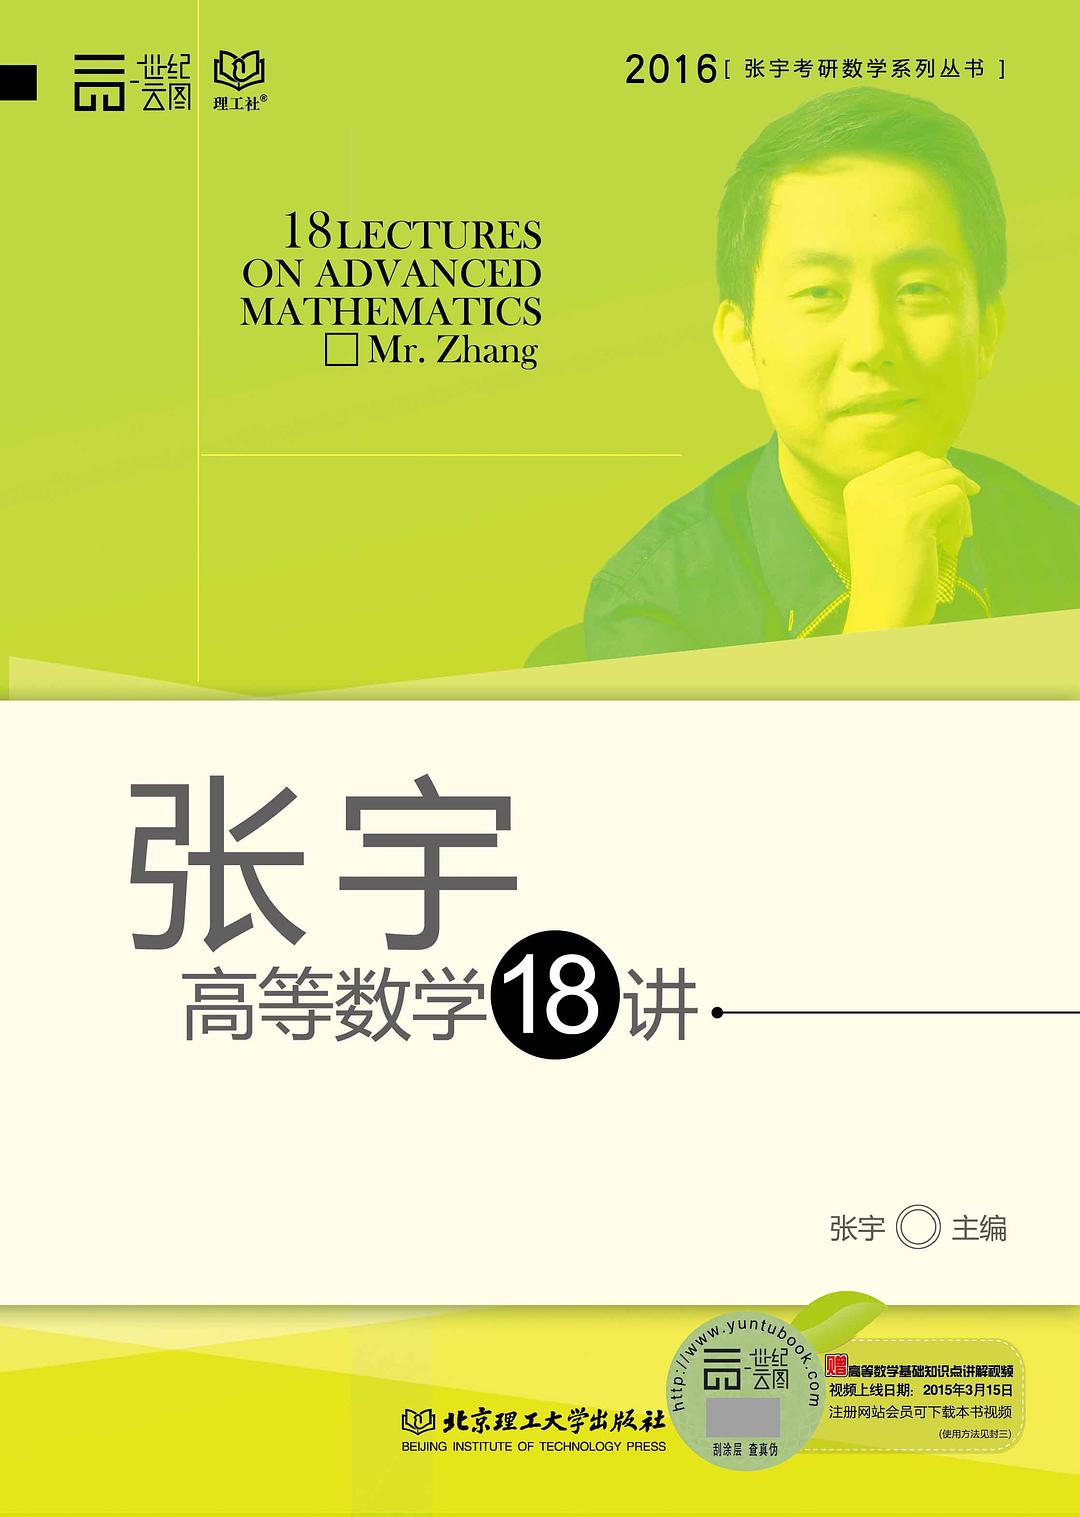 世纪
云图
理工社®
2016[ 张宇考研数学系列丛书 ]
18 LECTURES
ON ADVANCED
MATHEMATICS
Mr. Zhang
张宇
高等数学18讲
张宇 主编
http://www.yuntubook.com
世纪
云图
刮涂层 查真伪
赠高等数学基础知识点讲解视频
视频上线日期：2015年3月15日
注册网站会员可下载本书视频
(使用方法见封三)
北京理工大学出版社
BEIJING INSTITUTE OF TECHNOLOGY PRESS